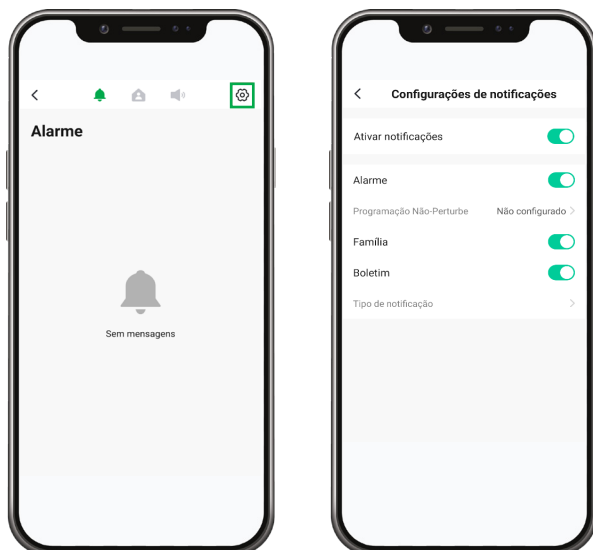 Alarme
Sem mensagens
Configurações de notificações
Ativar notificações
Alarme
Programação Não-Perturbe Não configurado
Família
Boletim
Tipo de notificação